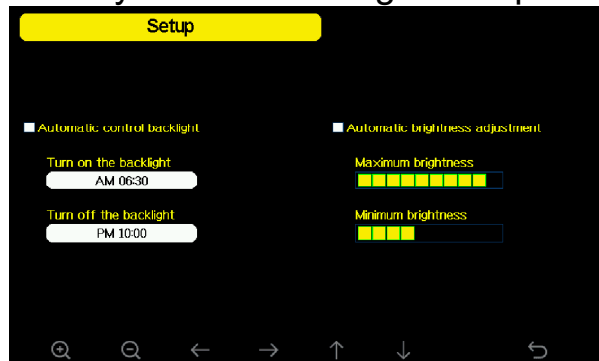 Setup
Automatic control backlight
Automatic brightness adjustment
Turn on the backlight
Maximum brightness
AM 06:30
Turn off the backlight
Minimum brightness
PM 10:00